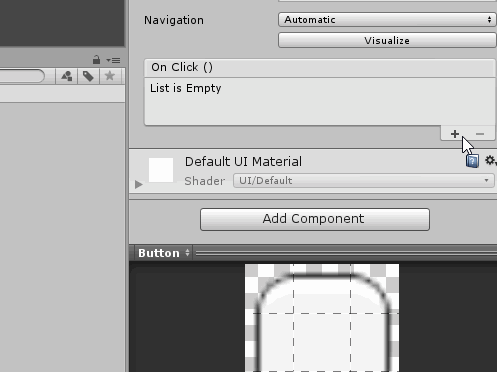 Navigation
Automatic
Visualize
On Click ()
List is Empty
+ −
Default UI Material
Shader
UI/Default
Add Component
Button